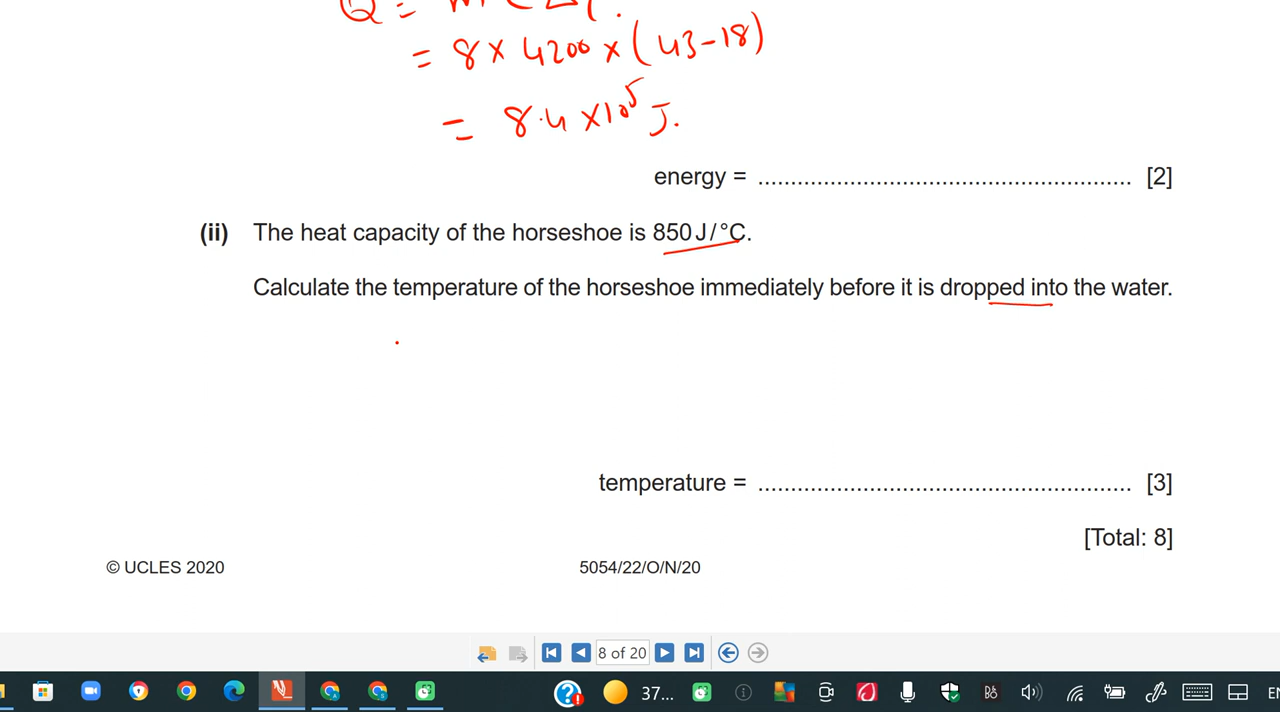 Q = m c Δ
= 8 × 4200 × (43-18)
= 8.4 × 10⁵ J.
energy = ........................................................ [2]
(ii) The heat capacity of the horseshoe is 850 J/°C.
Calculate the temperature of the horseshoe immediately before it is dropped into the water.
temperature = ........................................................ [3]
[Total: 8]
© UCLES 2020
5054/22/O/N/20
8 of 20
37...
EN